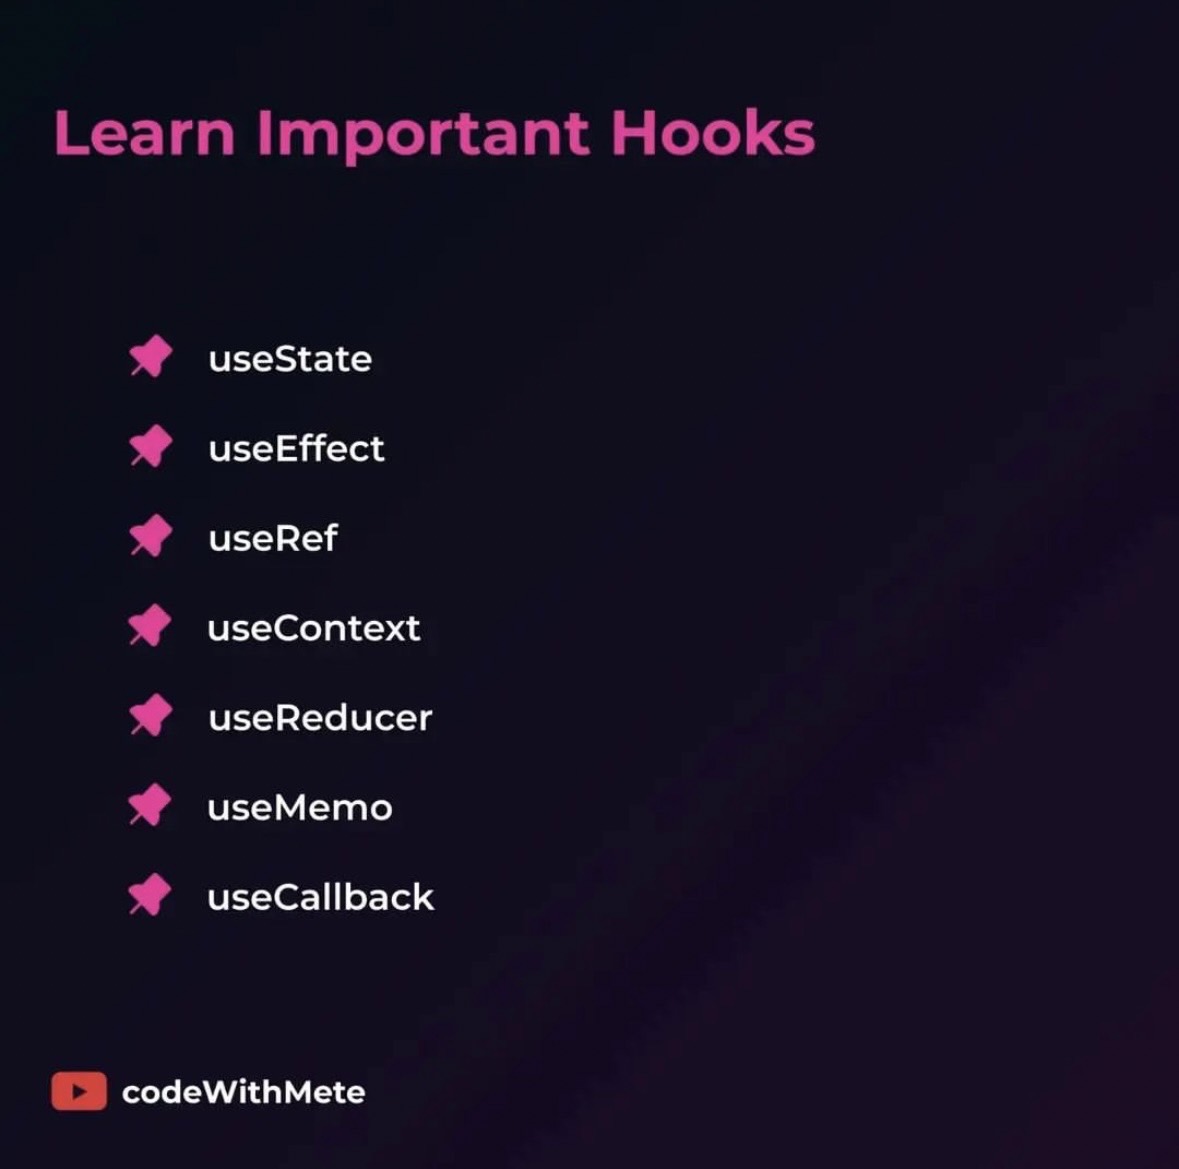 Learn Important Hooks
useState
useEffect
useRef
useContext
useReducer
useMemo
useCallback
codeWithMete